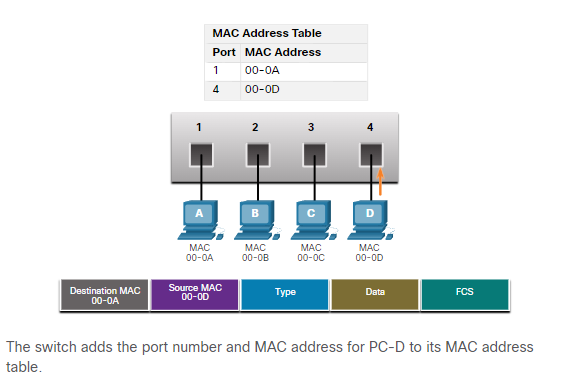 MAC Address Table
Port MAC Address
1 00-0A
4 00-0D
1 2 3 4
A B C D
MAC MAC MAC MAC
00-0A 00-0B 00-0C 00-0D
Destination MAC Source MAC Type Data FCS
00-0A 00-0D
The switch adds the port number and MAC address for PC-D to its MAC address
table.